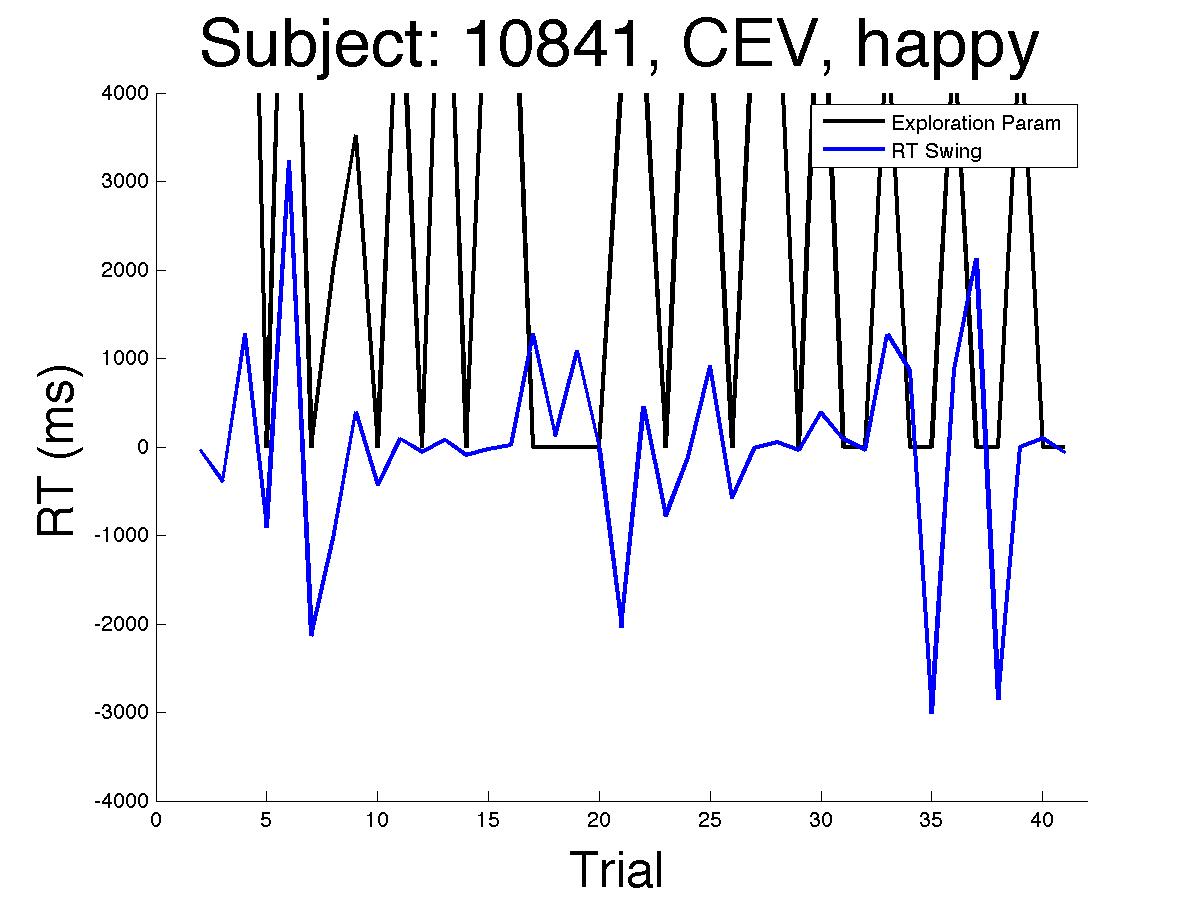 Subject: 10841, CEV, happy
4000
3000
2000
1000
0
-1000
-2000
-3000
-4000
RT (ms)
Exploration Param
RT Swing
0 5 10 15 20 25 30 35 40
Trial